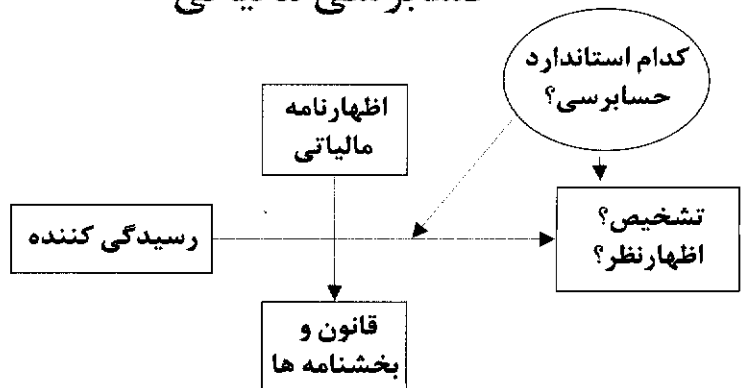 کدام استاندارد
حسابرسی؟
اظهارنامه
مالیاتی
تشخیص؟
اظهارنظر؟
رسیدگی کننده
قانون و
بخشنامه ها